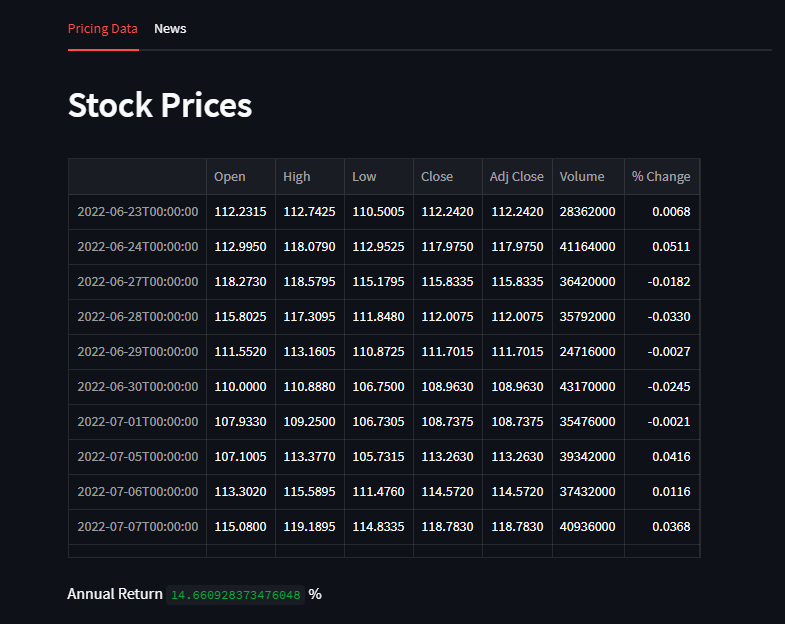 Pricing Data News
Stock Prices
Open High Low Close Adj Close Volume % Change
2022-06-23T00:00:00 112.2315 112.7425 110.5005 112.2420 112.2420 28362000 0.0068
2022-06-24T00:00:00 112.9950 118.0790 112.9525 117.9750 117.9750 41164000 0.0511
2022-06-27T00:00:00 118.2730 118.5795 115.1795 115.8335 115.8335 36420000 -0.0182
2022-06-28T00:00:00 115.8025 117.3095 111.8480 112.0075 112.0075 35792000 -0.0330
2022-06-29T00:00:00 111.5520 113.1605 110.8725 111.7015 111.7015 24716000 -0.0027
2022-06-30T00:00:00 110.0000 110.8880 106.7500 108.9630 108.9630 43170000 -0.0245
2022-07-01T00:00:00 107.9330 109.2500 106.7305 108.7375 108.7375 35476000 -0.0021
2022-07-05T00:00:00 107.1005 113.3770 105.7315 113.2630 113.2630 39342000 0.0416
2022-07-06T00:00:00 113.3020 115.5895 111.4760 114.5720 114.5720 37432000 0.0116
2022-07-07T00:00:00 115.0800 119.1895 114.8335 118.7830 118.7830 40936000 0.0368
Annual Return 14.660928373476048 %